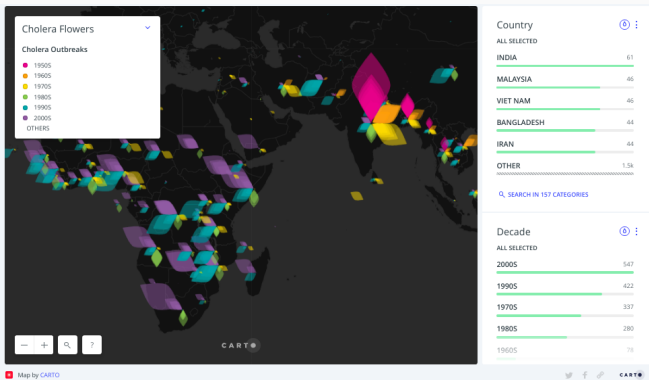 Cholera Flowers
Cholera Outbreaks
1950S
1960S
1970S
1980S
1990S
2000S
OTHERS
?
CARTO
Map by CARTO
Country
ALL SELECTED
INDIA 61
MALAYSIA 46
VIET NAM 46
BANGLADESH 44
IRAN 44
OTHER 1.5k
SEARCH IN 157 CATEGORIES
Decade
ALL SELECTED
2000S 547
1990S 422
1970S 337
1980S 280
1960S 78
CARTO